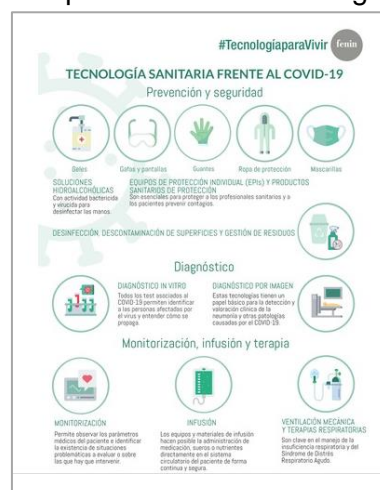 #TecnologíaparaVivir
fenin
TECNOLOGÍA SANITARIA FRENTE AL COVID-19
Prevención y seguridad
Geles
Gafas y pantallas
Guantes
Ropa de protección
Mascarillas
SOLUCIONES
HIDROALCOHÓLICAS
Con actividad bactericida
y virucida para
desinfectar las manos.
EQUIPOS DE PROTECCIÓN INDIVIDUAL (EPIs) Y PRODUCTOS
SANITARIOS DE PROTECCIÓN
Son esenciales para proteger a los profesionales sanitarios y a
los pacientes prevenir contagios.
DESINFECCIÓN, DESCONTAMINACIÓN DE SUPERFICIES Y GESTIÓN DE RESIDUOS
Diagnóstico
DIAGNÓSTICO IN VITRO
Todos los test asociados al
COVID-19 permiten identificar
a las personas afectadas por
el virus y entender cómo se
propaga.
DIAGNÓSTICO POR IMAGEN
Estas tecnologías tienen un
papel básico para la detección y
valoración clínica de la
neumonía y otras patologías
causadas por el COVID-19.
Monitorización, infusión y terapia
MONITORIZACIÓN
Permite observar los parámetros
médicos del paciente e identificar
la existencia de situaciones
problemáticas a evaluar o sobre
las que hay que intervenir.
INFUSIÓN
Los equipos y materiales de infusión
hacen posible la administración de
medicación, sueros o nutrientes
directamente en el sistema
circulatorio del paciente de forma
continua y segura.
VENTILACIÓN MECÁNICA
Y TERAPIAS RESPIRATORIAS
Son clave en el manejo de la
insuficiencia respiratoria y del
Síndrome de Distrés
Respiratorio Agudo.